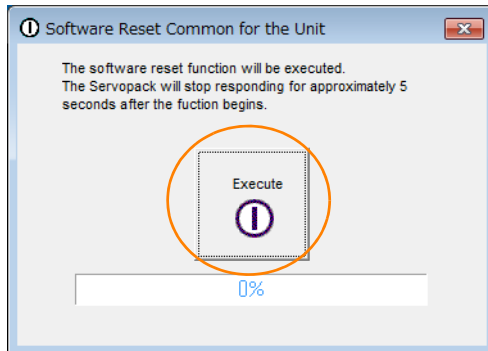 Software Reset Common for the Unit
The software reset function will be executed.
The Servopack will stop responding for approximately 5
seconds after the fuction begins.
Execute
0%